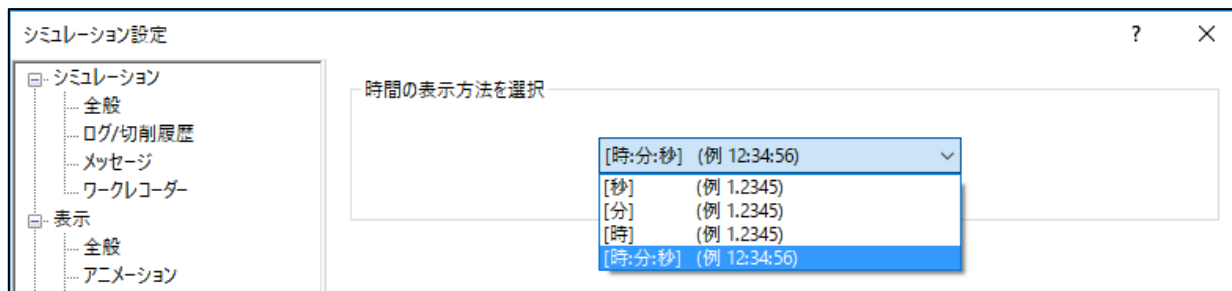 シミュレーション設定
?
シミュレーション
全般
ログ/切削履歴
メッセージ
ワークレコーダー
表示
全般
アニメーション
時間の表示方法を選択
[時:分:秒] (例 12:34:56)
[秒] (例 1.2345)
[分] (例 1.2345)
[時] (例 1.2345)
[時:分:秒] (例 12:34:56)